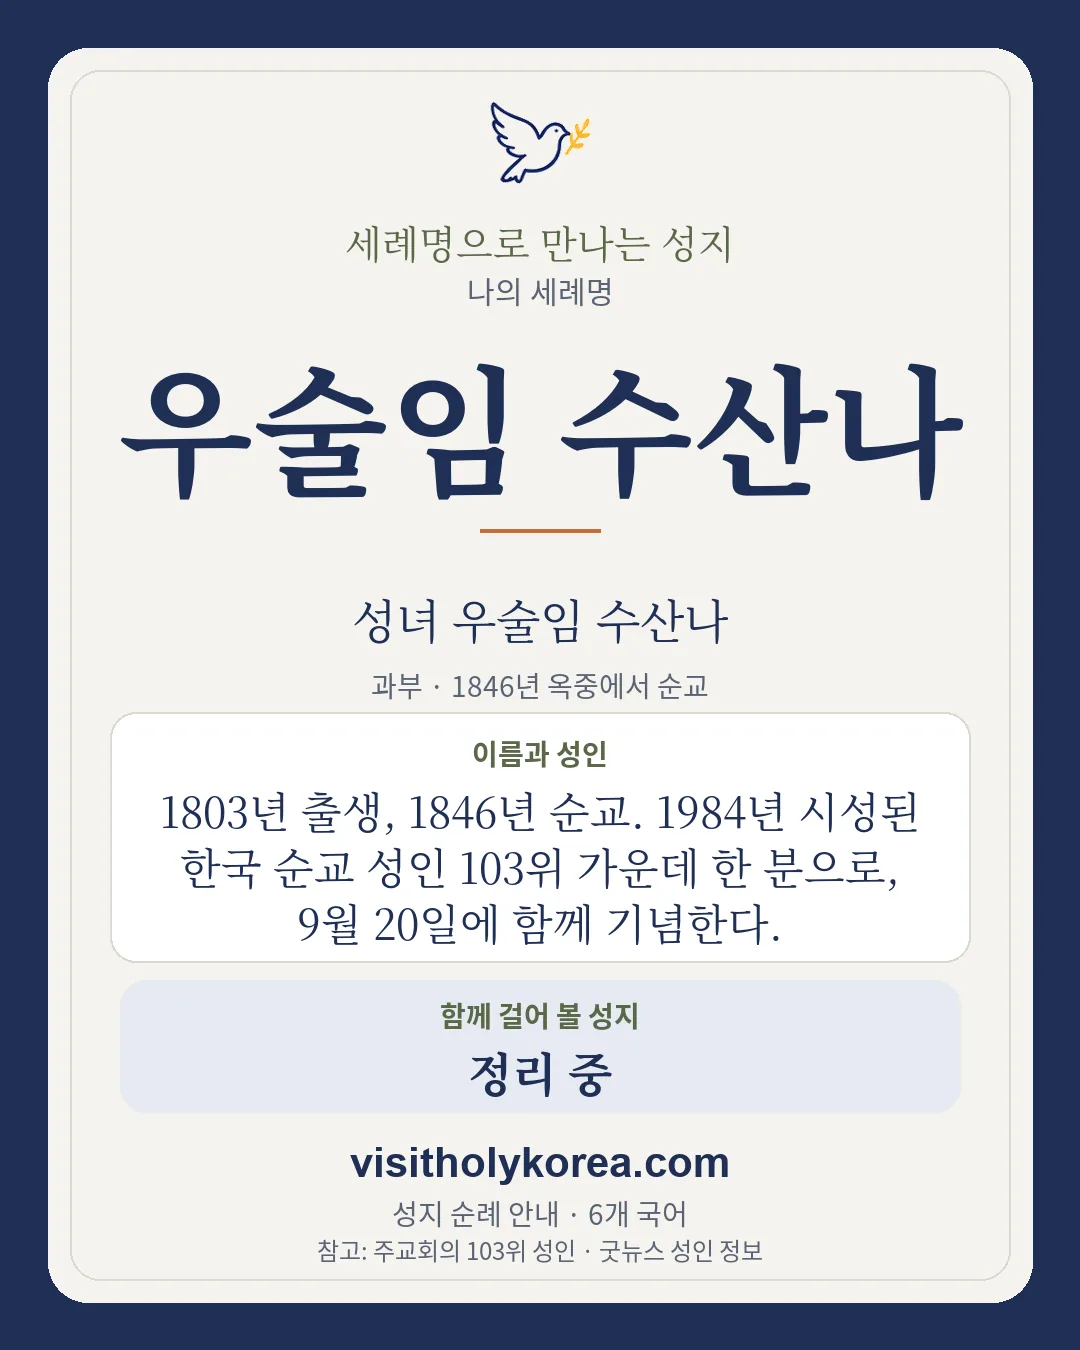 세례명으로 만나는 성지
나의 세례명
우술임 수산나
성녀 우술임 수산나
과부 · 1846년 옥중에서 순교
이름과 성인
1803년 출생, 1846년 순교. 1984년 시성된
한국 순교 성인 103위 가운데 한 분으로,
9월 20일에 함께 기념한다.
함께 걸어 볼 성지
정리 중
visitholykorea.com
성지 순례 안내 · 6개 국어
참고: 주교회의 103위 성인 · 굿뉴스 성인 정보